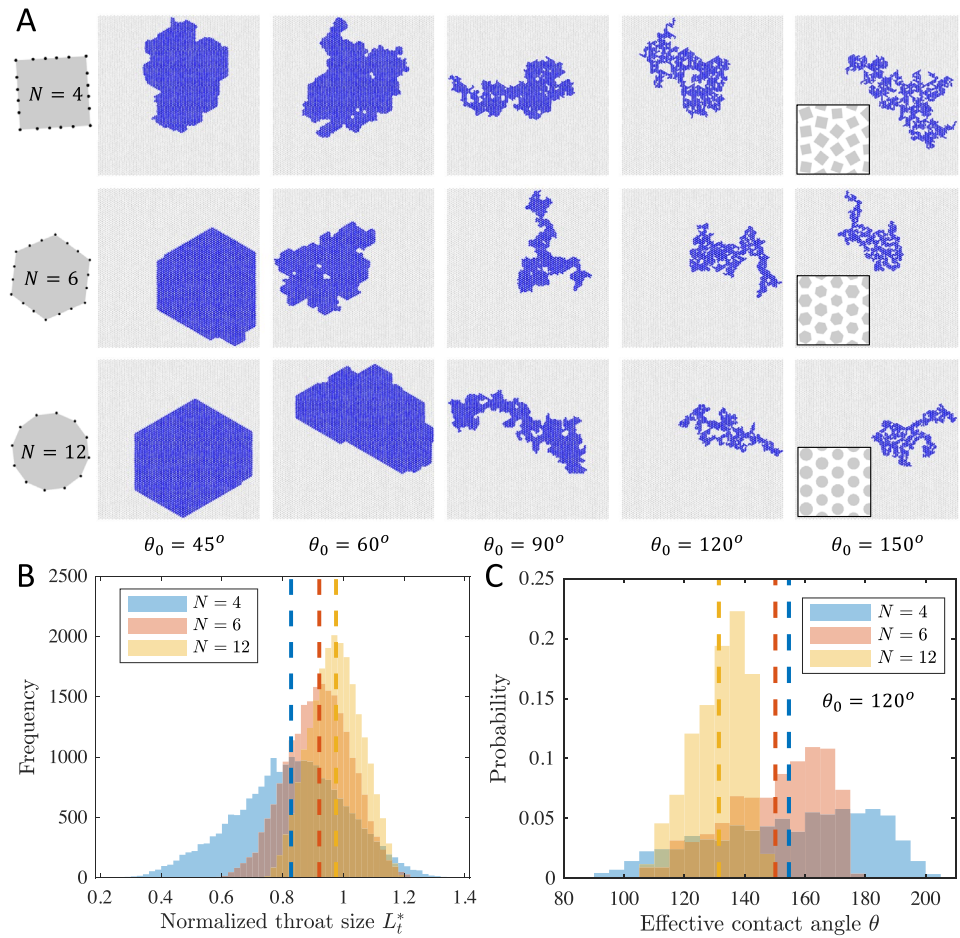 A
N = 4
N = 6
N = 12
θ₀ = 45° θ₀ = 60° θ₀ = 90° θ₀ = 120° θ₀ = 150°
B
2500
2000
1500
1000
500
0
Frequency
N = 4
N = 6
N = 12
0.2 0.4 0.6 0.8 1 1.2 1.4
Normalized throat size L*ₜ
C
0.25
0.2
0.15
0.1
0.05
0
Probability
N = 4
N = 6
N = 12
θ₀ = 120°
80 100 120 140 160 180 200
Effective contact angle θ